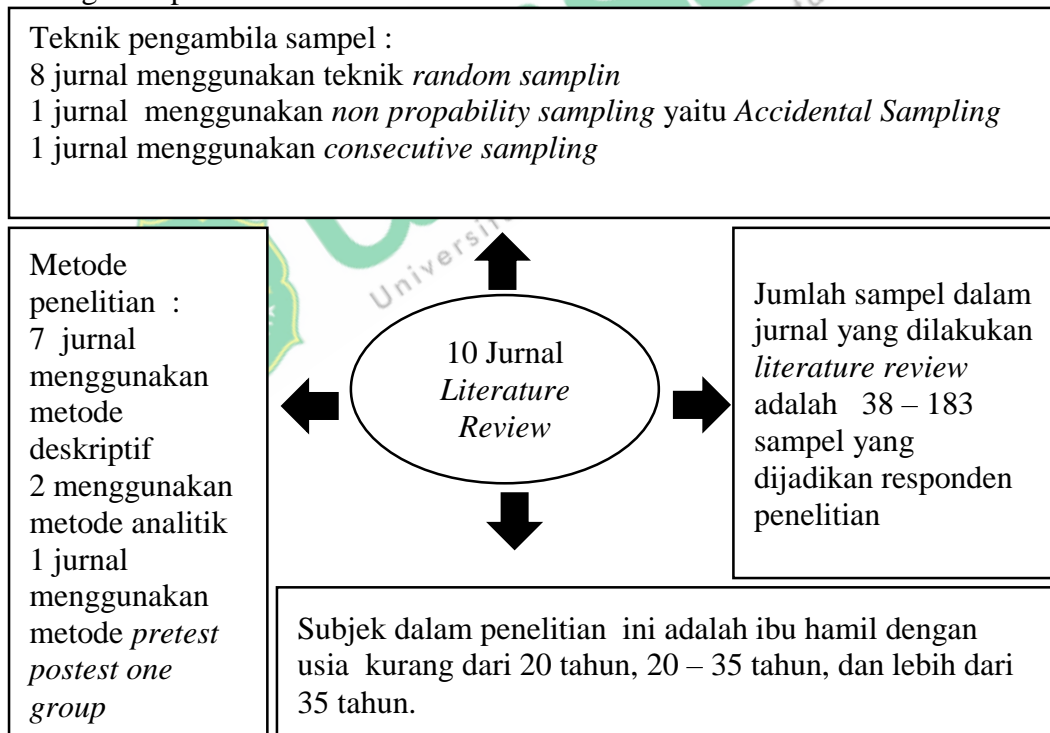 Teknik pengambila sampel :
8 jurnal menggunakan teknik random samplin
1 jurnal menggunakan non propability sampling yaitu Accidental Sampling
1 jurnal menggunakan consecutive sampling
Metode
penelitian :
7 jurnal
menggunakan
metode
deskriptif
2 menggunakan
metode analitik
1 jurnal
menggunakan
metode pretest
postest one
group
10 Jurnal
Literature
Review
Jumlah sampel dalam
jurnal yang dilakukan
literature review
adalah 38 – 183
sampel yang
dijadikan responden
penelitian
Subjek dalam penelitian ini adalah ibu hamil dengan
usia kurang dari 20 tahun, 20 – 35 tahun, dan lebih dari
35 tahun.